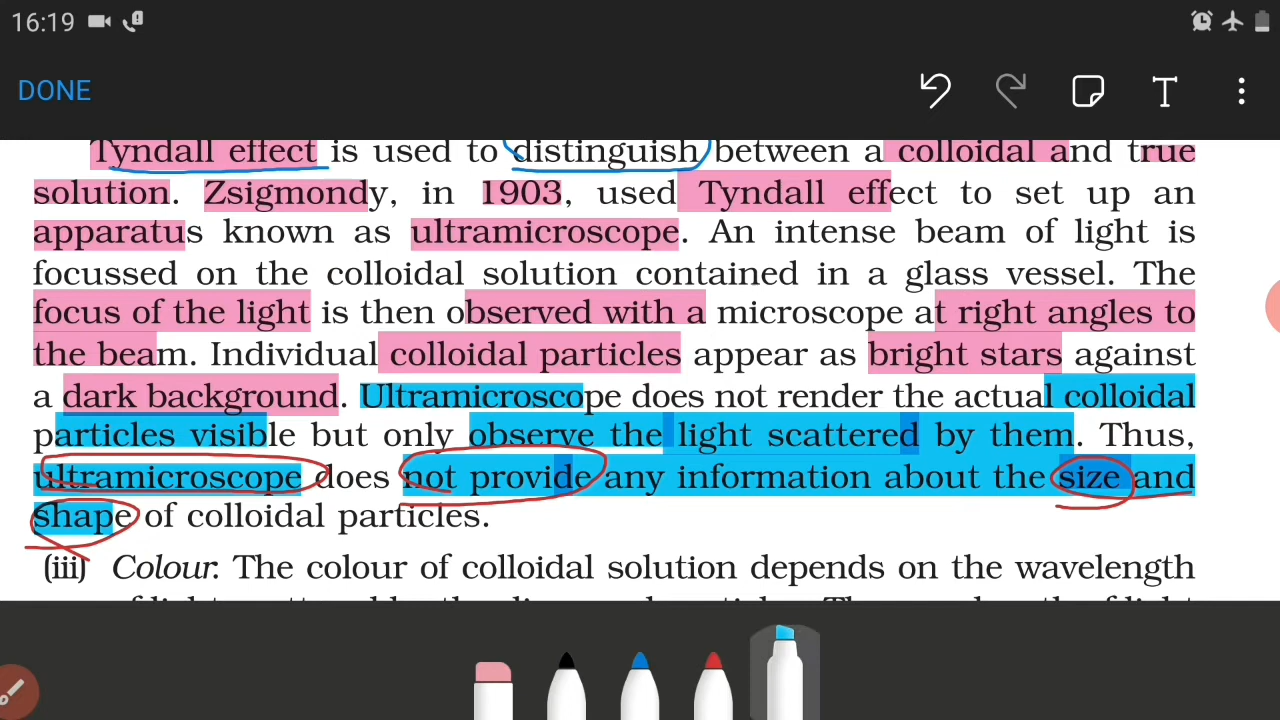 16:19
DONE
T
Tyndall effect is used to distinguish between a colloidal and true
solution. Zsigmondy, in 1903, used Tyndall effect to set up an
apparatus known as ultramicroscope. An intense beam of light is
focussed on the colloidal solution contained in a glass vessel. The
focus of the light is then observed with a microscope at right angles to
the beam. Individual colloidal particles appear as bright stars against
a dark background. Ultramicroscope does not render the actual colloidal
particles visible but only observe the light scattered by them. Thus,
ultramicroscope does not provide any information about the size and
shape of colloidal particles.
(iii) Colour: The colour of colloidal solution depends on the wavelength